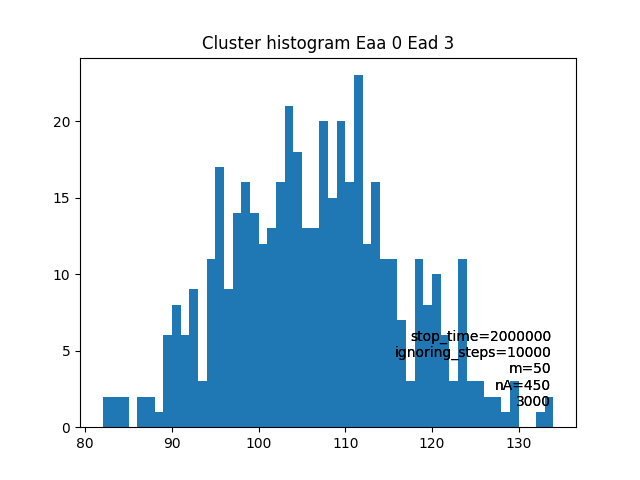 Cluster histogram Eaa 0 Ead 3
20
15
10
5
0
stop_time=2000000
ignoring_steps=10000
m=50
nA=450
3000
80 90 100 110 120 130